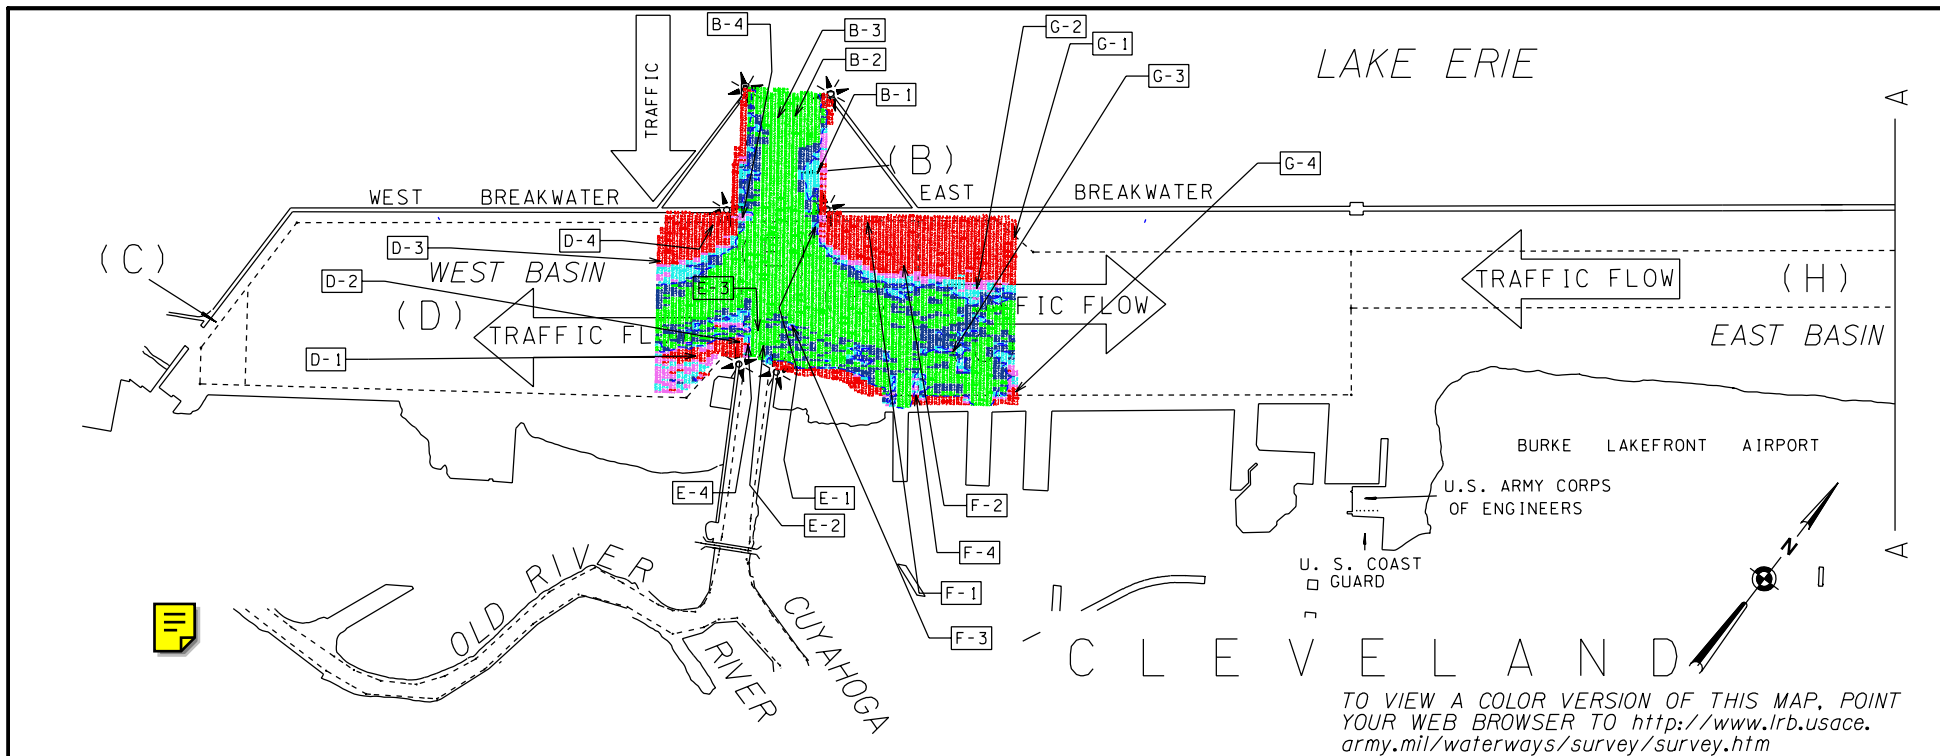 B-4
B-3
B-2
B-1
G-2
G-1
G-3
G-4
LAKE ERIE
A
TRAFFIC
(B)
WEST BREAKWATER
EAST BREAKWATER
(C)
D-3
D-4
WEST BASIN
D-2
E-3
(D)
TRAFFIC FL
FIC FLOW
TRAFFIC FLOW
(H)
EAST BASIN
D-1
BURKE LAKEFRONT AIRPORT
E-4
E-1
E-2
F-2
U.S. ARMY CORPS
OF ENGINEERS
F-4
A
N
U. S. COAST
GUARD
F-1
F-3
OLD RIVER
CUYAHOGA
RIVER
CLEVELAND
TO VIEW A COLOR VERSION OF THIS MAP, POINT
YOUR WEB BROWSER TO http://www.lrb.usace.
army.mil/waterways/survey/survey.htm